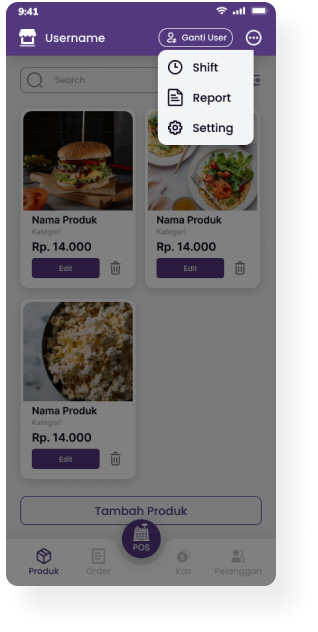 9:41
Username
Ganti User
Shift
Search
Report
Setting
Nama Produk
Kategori
Rp. 14.000
Edit
Nama Produk
Kategori
Rp. 14.000
Edit
Nama Produk
Kategori
Rp. 14.000
Edit
Tambah Produk
POS
Produk
Order
Kas
Pelanggan